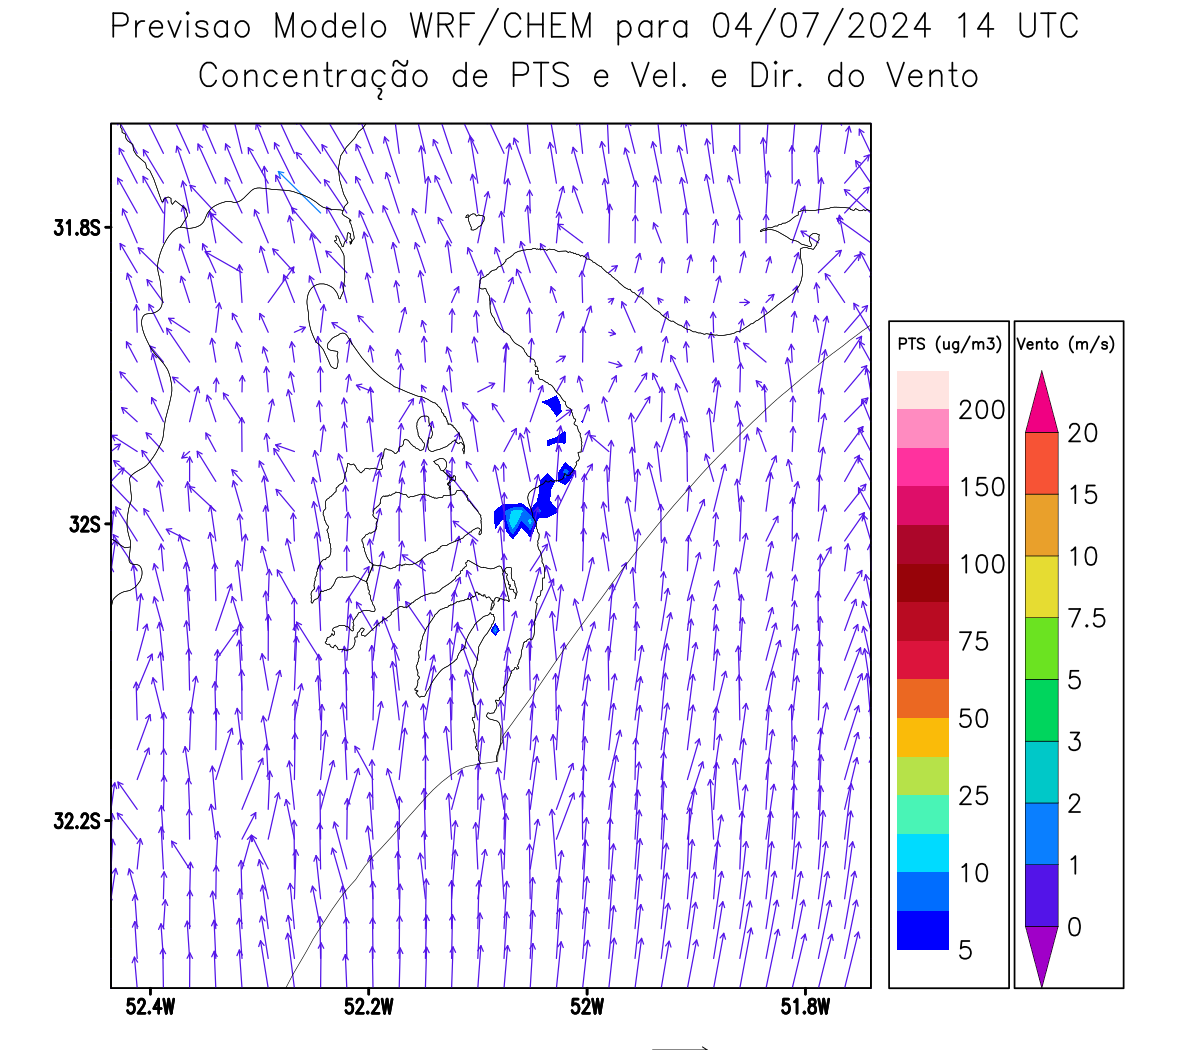 Previsao Modelo WRF/CHEM para 04/07/2024 14 UTC
Concentração de PTS e Vel. e Dir. do Vento
31.8S
32S
32.2S
52.4W
52.2W
52W
51.8W
PTS (ug/m3)
200
150
100
75
50
25
10
5
Vento (m/s)
20
15
10
7.5
5
3
2
1
0